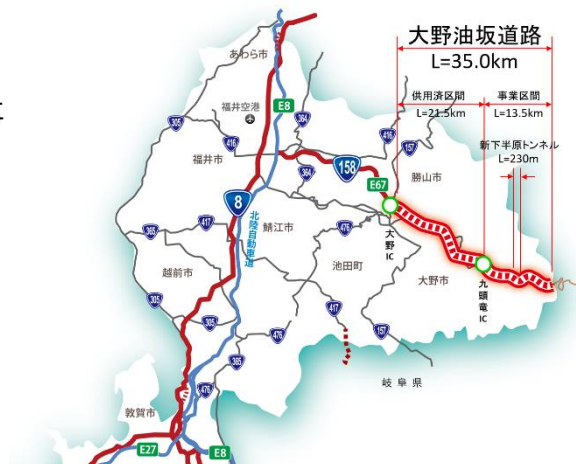 大野油坂道路
L=35.0km
供用済区間
L=21.5km
事業区間
L=13.5km
新下半原トンネル
L=230m
あわら市
福井空港
E8
305
416
364
416
157
福井市
364
158
勝山市
E67
8
417
鯖江市
476
大野IC
365
北陸自動車道
越前市
池田町
大野市
九頭竜IC
305
305
417
476
157
365
岐阜県
476
敦賀市
E27
E8